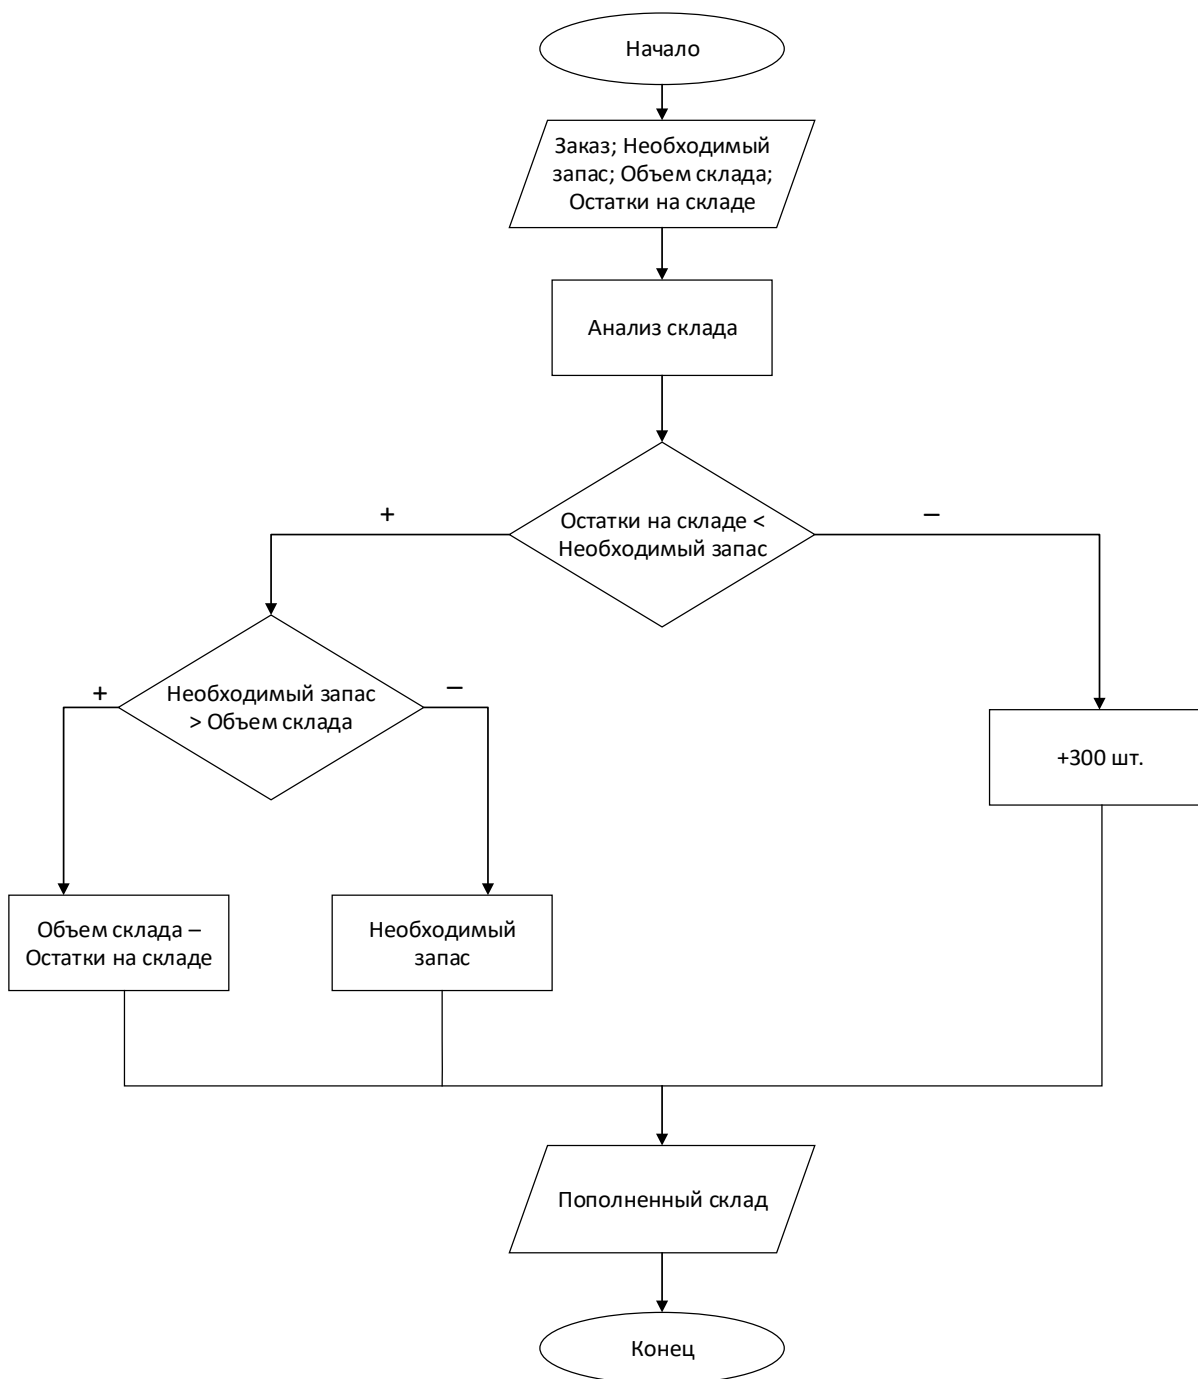 Начало
Заказ; Необходимый
запас; Объем склада;
Остатки на складе
Анализ склада
+
Остатки на складе <
Необходимый запас
–
+
Необходимый запас
> Объем склада
–
+300 шт.
Объем склада –
Остатки на складе
Необходимый
запас
Пополненный склад
Конец